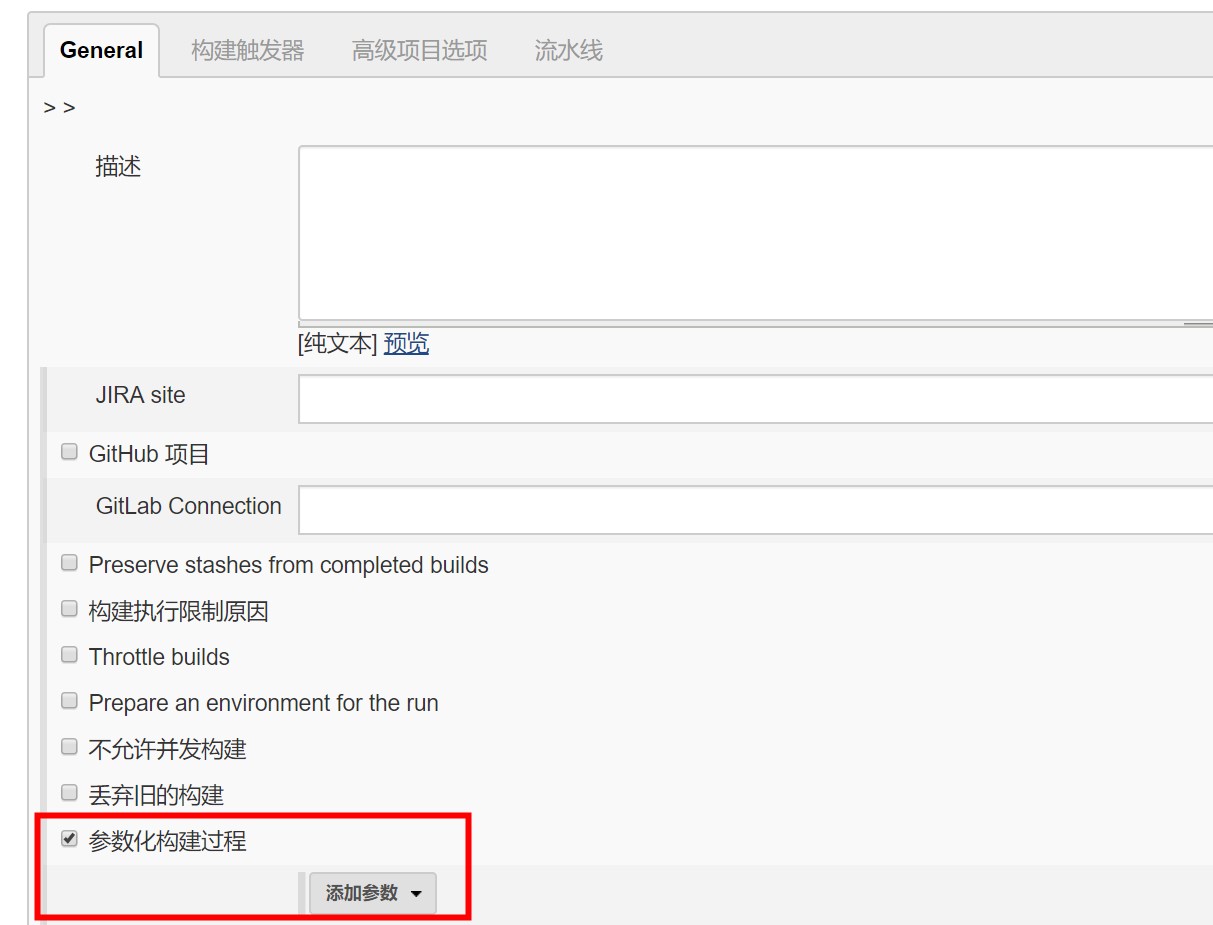 General 构建触发器 高级项目选项 流水线
> >
描述
[纯文本] 预览
JIRA site
GitHub 项目
GitLab Connection
Preserve stashes from completed builds
构建执行限制原因
Throttle builds
Prepare an environment for the run
不允许并发构建
丢弃旧的构建
参数化构建过程
添加参数